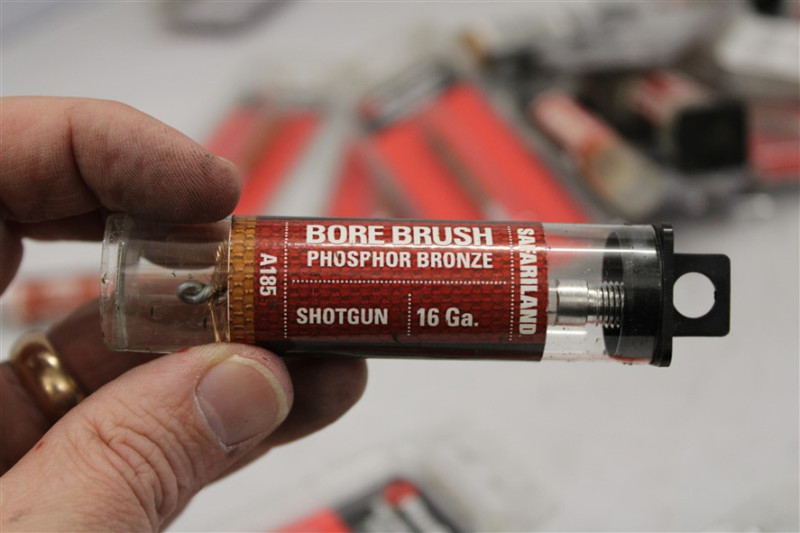 BORE BRUSH
PHOSPHOR BRONZE
SHOTGUN
16 Ga.
A185
SAFARILAND